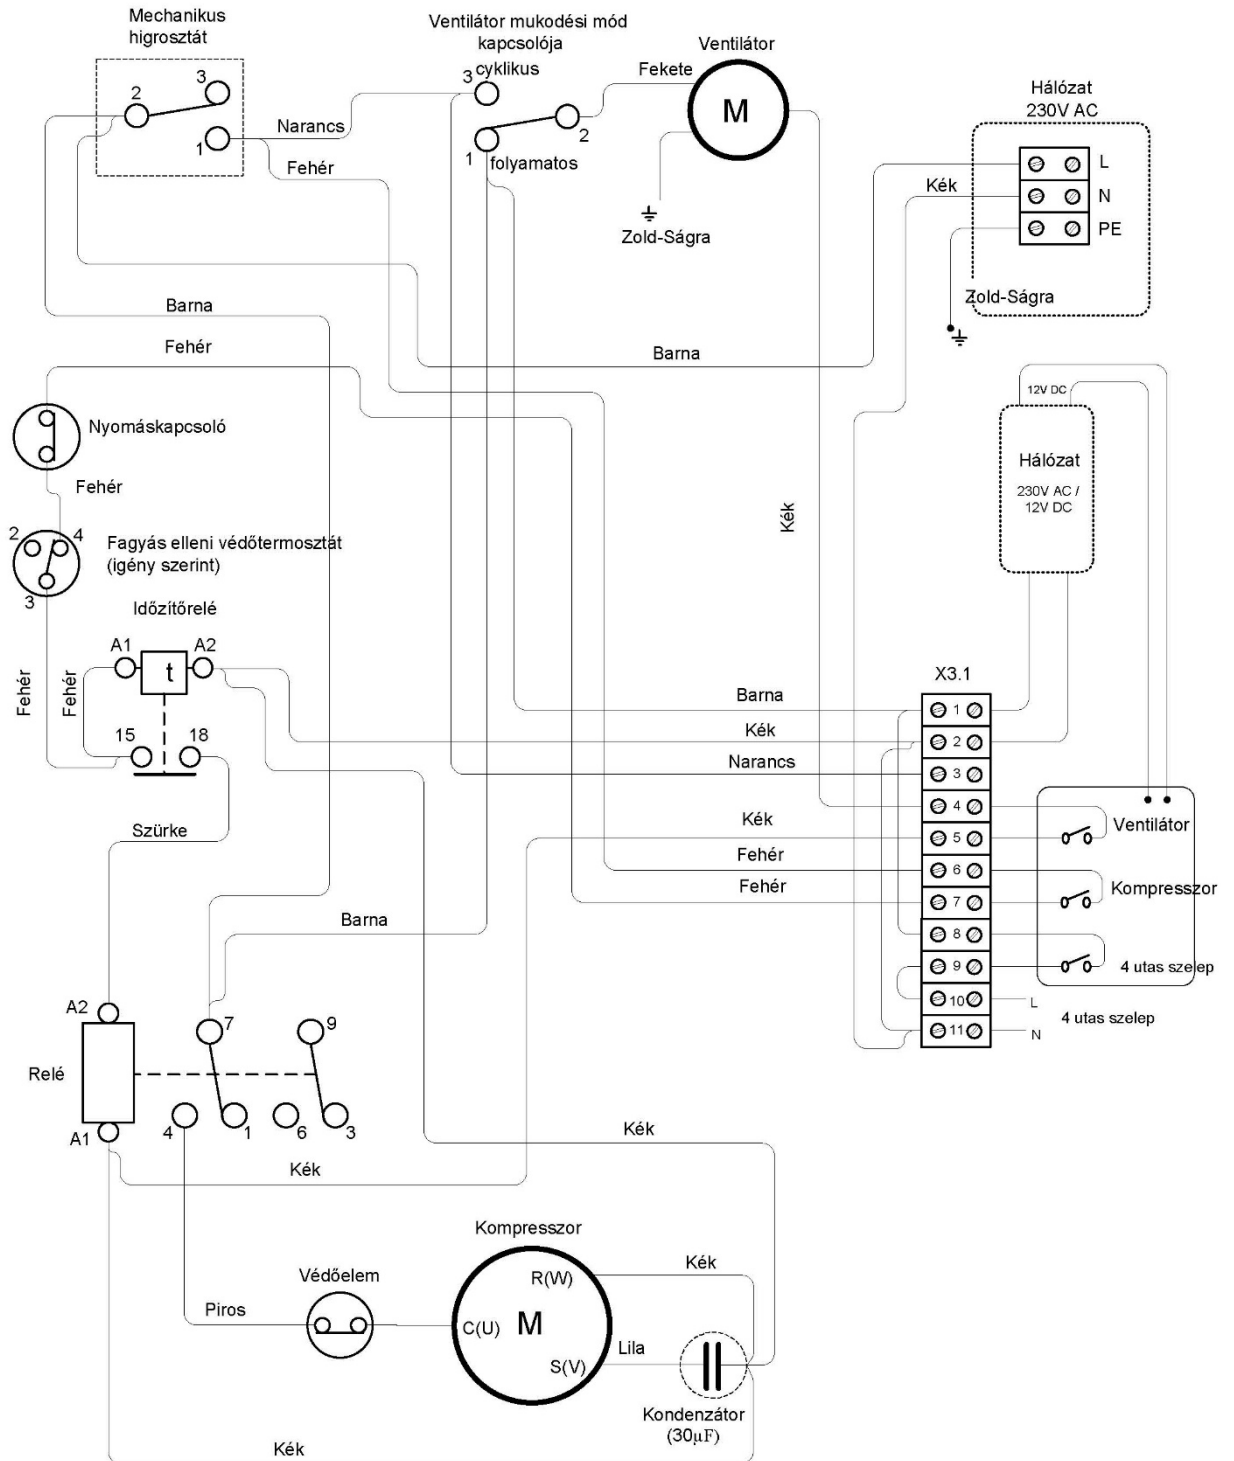 Mechanikus
higrosztát
Ventilátor mukodési mód
kapcsolója
cyklikus
Ventilátor
Fekete
3
2
3
M
Hálózat
230V AC
1
Narancs
2
1
folyamatos
Fehér
L
Kék
N
PE
Zold-Ságra
Zold-Ságra
Barna
Fehér
Barna
12V DC
Nyomáskapcsoló
Hálózat
230V AC /
12V DC
Fehér
Kék
2
4
Fagyás elleni védőtermosztát
(igény szerint)
3
Időzítőrelé
A1
A2
t
X3.1
Fehér
Fehér
Barna
1
15
18
Kék
2
Narancs
3
4
Szürke
Kék
5
Ventilátor
Fehér
6
Fehér
7
Kompresszor
Barna
8
9
4 utas szelep
10
L
4 utas szelep
11
N
A2
7
9
Relé
A1
4
1
6
3
Kék
Kék
Kompresszor
R(W)
Kék
Védőelem
Piros
C(U)
M
S(V)
Lila
Kondenzátor
(30µF)
Kék